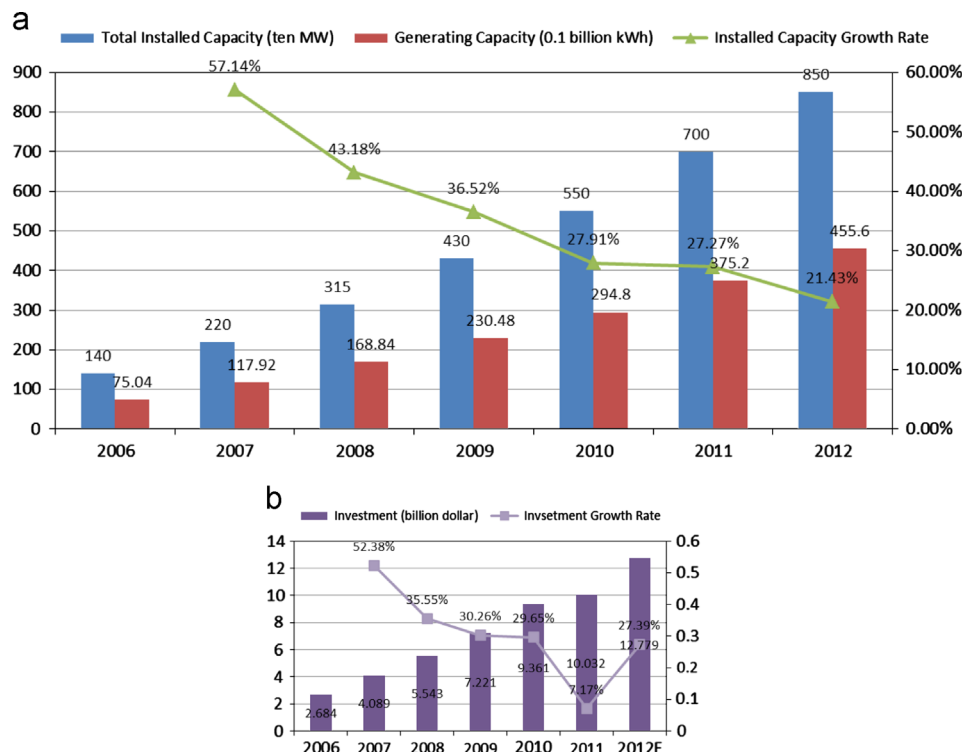 a
Total Installed Capacity (ten MW) Generating Capacity (0.1 billion kWh) Installed Capacity Growth Rate
900 57.14% 850 60.00%
800 50.00%
700 43.18% 700
600 36.52% 550 40.00%
500 430 27.91% 27.27% 455.6 30.00%
400 315 375.2 21.43%
300 220 230.48 294.8 20.00%
200 140 168.84
100 75.04 117.92 10.00%
0 0.00%
2006 2007 2008 2009 2010 2011 2012
b
Investment (billion dollar) Invsetment Growth Rate
14 52.38% 0.6
12 0.5
10 35.55% 0.4
8 30.26% 29.65% 27.39% 0.3
6 9.361 10.032 12.779 0.2
4 5.543 7.221 7.17%
2 2.684 4.089 0.1
0 0
2006 2007 2008 2009 2010 2011 2012E